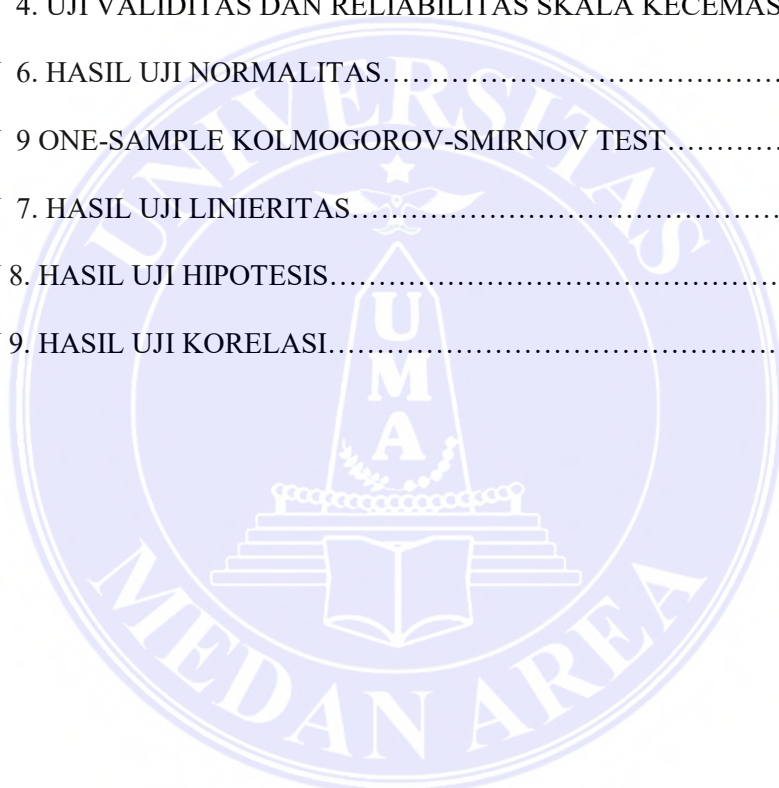 4. UJI VALIDITAS DAN RELIABILITAS SKALA KECEMAS
6. HASIL UJI NORMALITAS……………………………………
9 ONE-SAMPLE KOLMOGOROV-SMIRNOV TEST…………
7. HASIL UJI LINIERITAS………………………………………
8. HASIL UJI HIPOTESIS…………………………………………
9. HASIL UJI KORELASI…………………………………………
UNIVERSITAS
UMA
MEDAN AREA